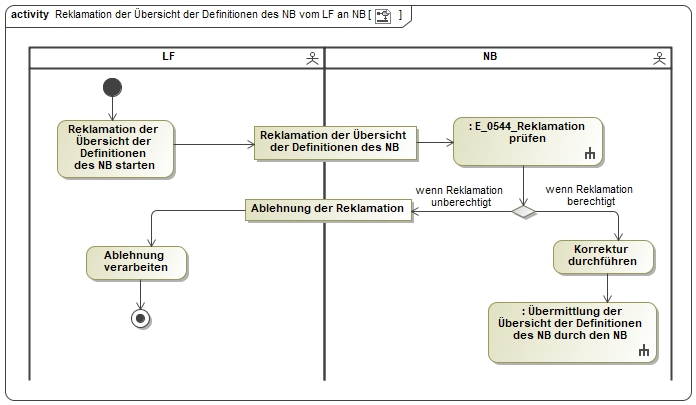 activity Reklamation der Übersicht der Definitionen des NB vom LF an NB [ ]
LF
NB
Reklamation der
Übersicht der
Definitionen
des NB starten
Reklamation der Übersicht
der Definitionen des NB
: E_0544_Reklamation
prüfen
wenn Reklamation
unberechtigt
wenn Reklamation
berechtigt
Ablehnung der Reklamation
Ablehnung
verarbeiten
Korrektur
durchführen
: Übermittlung der
Übersicht der Definitionen
des NB durch den NB